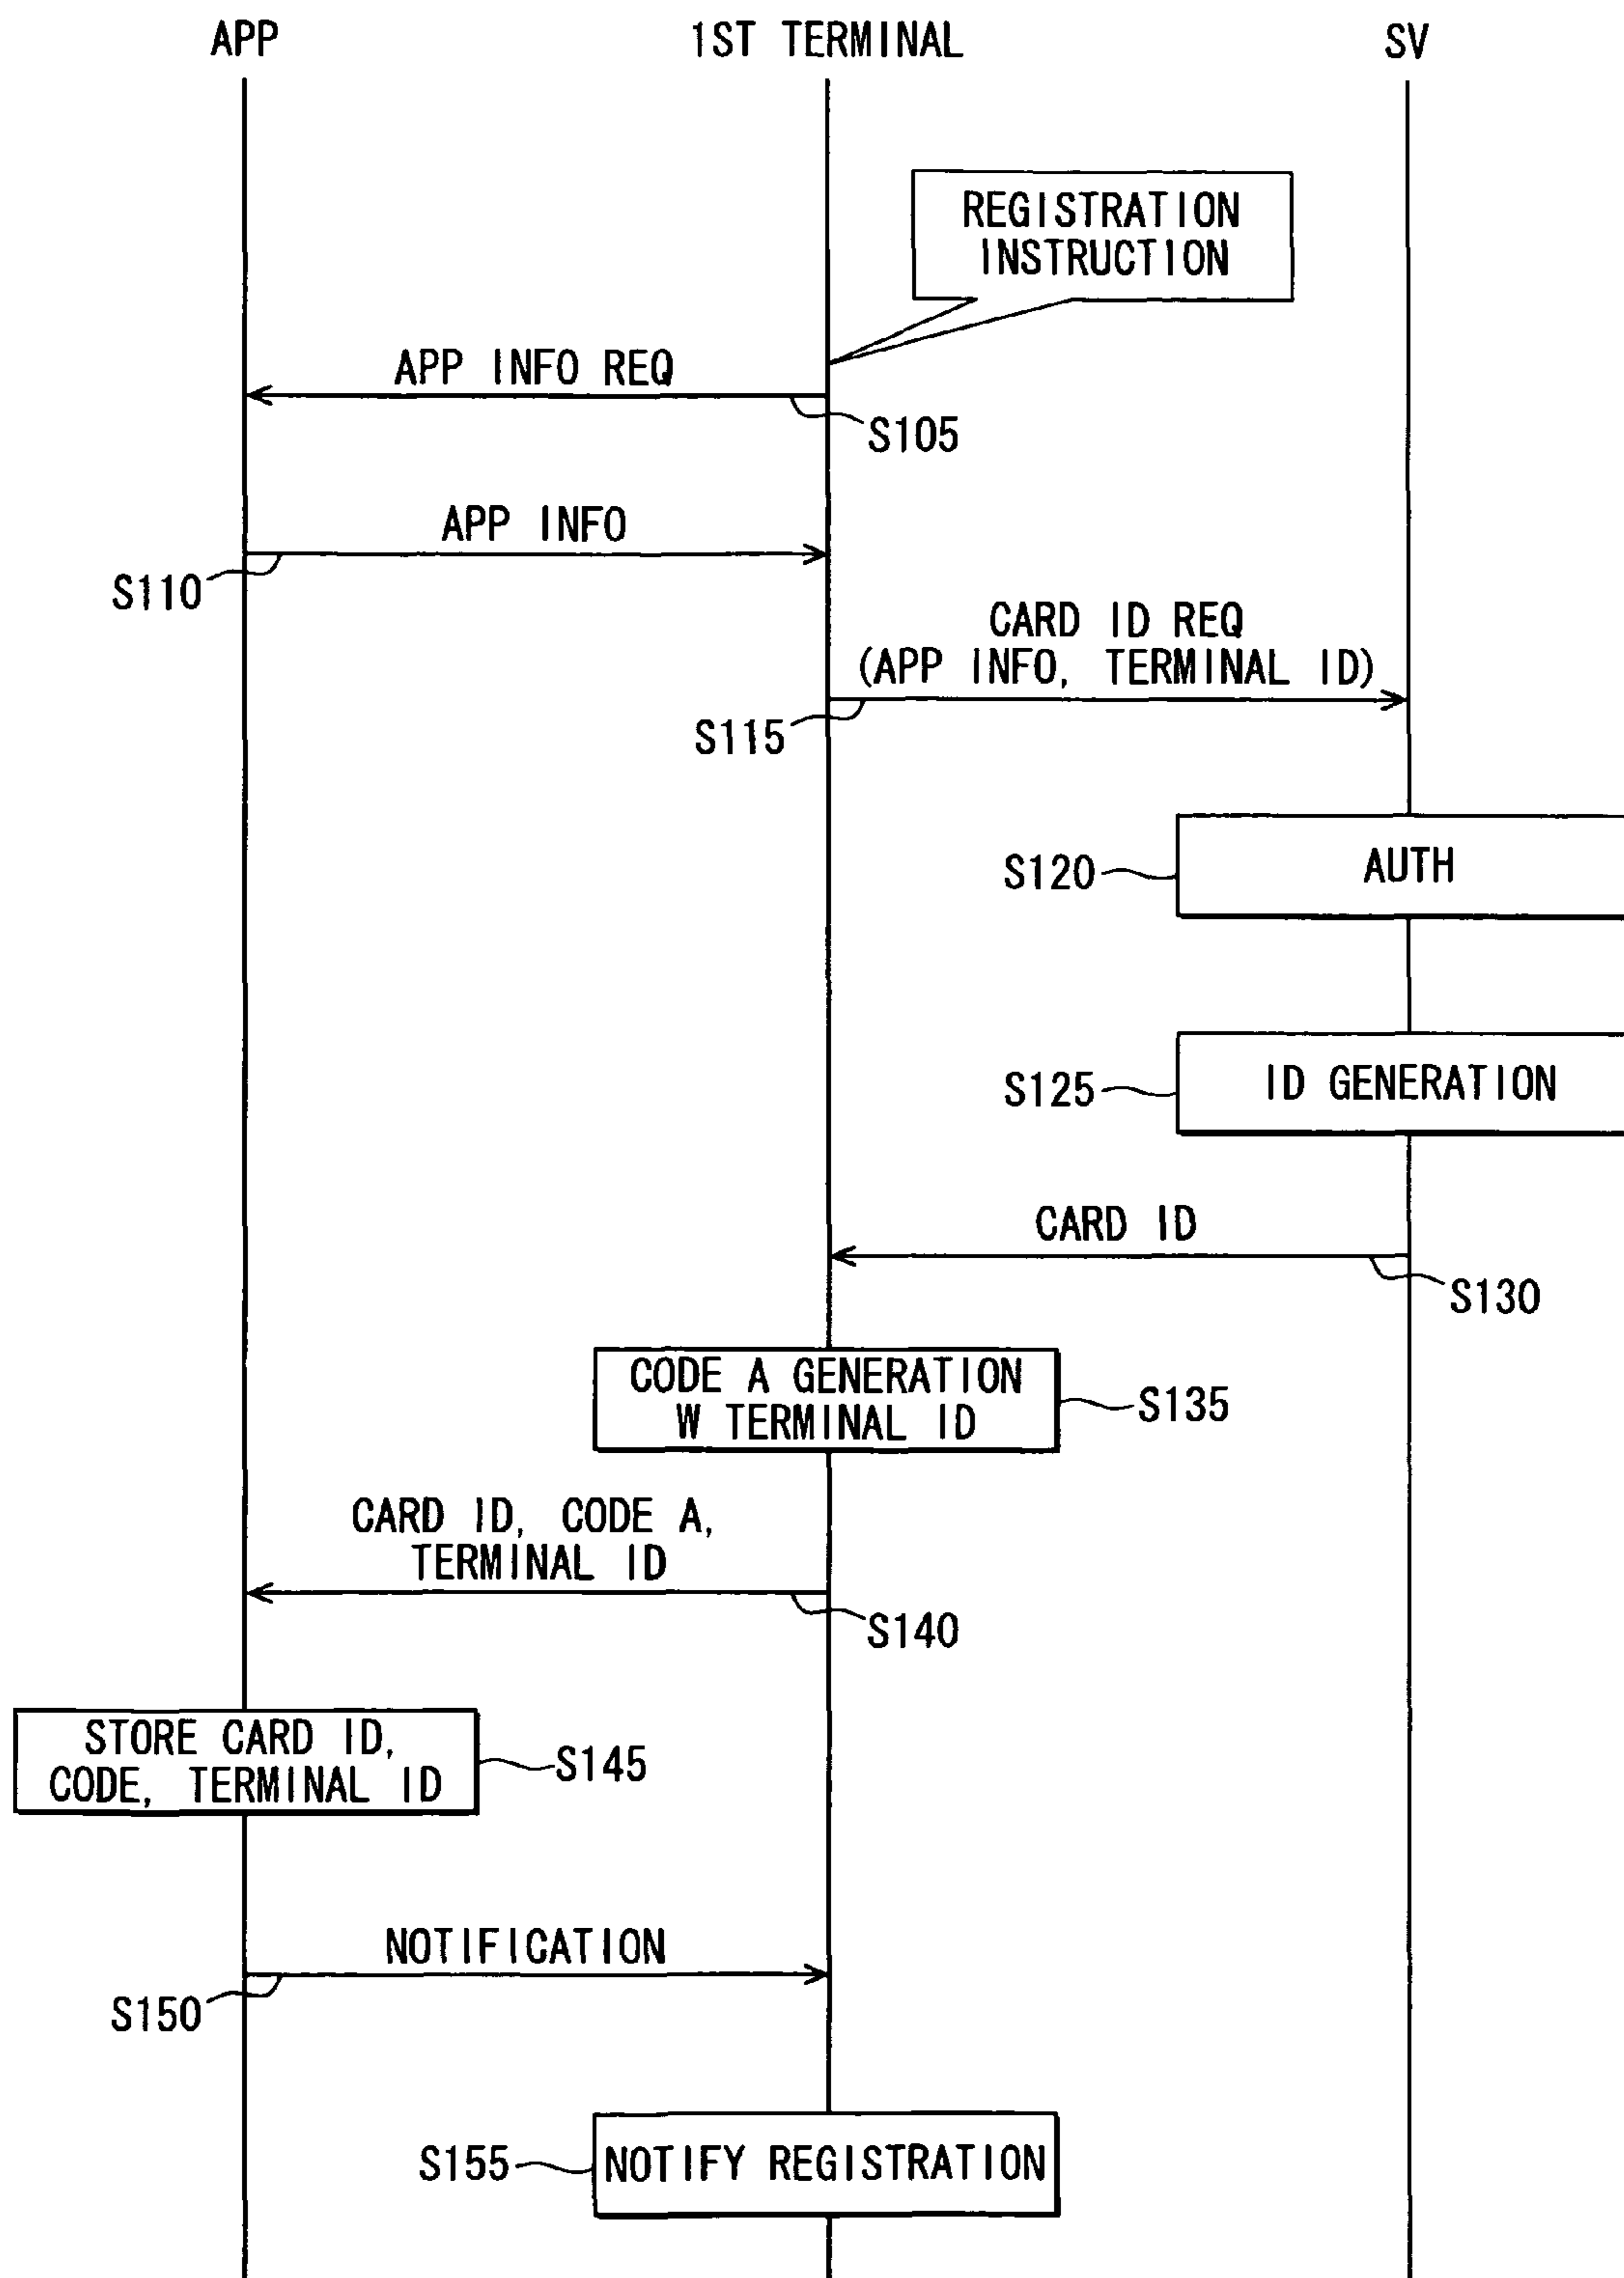 APP
1ST TERMINAL
SV
REGISTRATION
INSTRUCTION
APP INFO REQ
S105
APP INFO
S110
CARD ID REQ
(APP INFO, TERMINAL ID)
S115
S120
AUTH
S125
ID GENERATION
CARD ID
S130
CODE A GENERATION
W TERMINAL ID
S135
CARD ID, CODE A,
TERMINAL ID
S140
STORE CARD ID,
CODE, TERMINAL ID
S145
NOTIFICATION
S150
S155
NOTIFY REGISTRATION